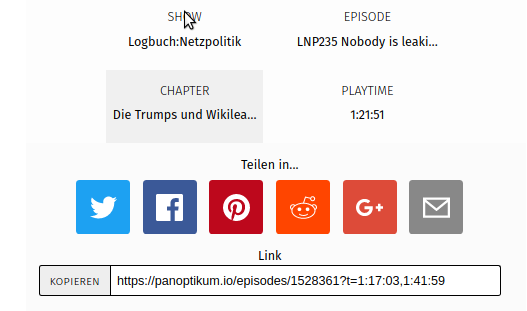 SHOW
EPISODE
Logbuch:Netzpolitik
LNP235 Nobody is leaki...
CHAPTER
PLAYTIME
Die Trumps und Wikilea...
1:21:51
Teilen in...
G+
Link
KOPIEREN
https://panoptikum.io/episodes/1528361?t=1:17:03,1:41:59